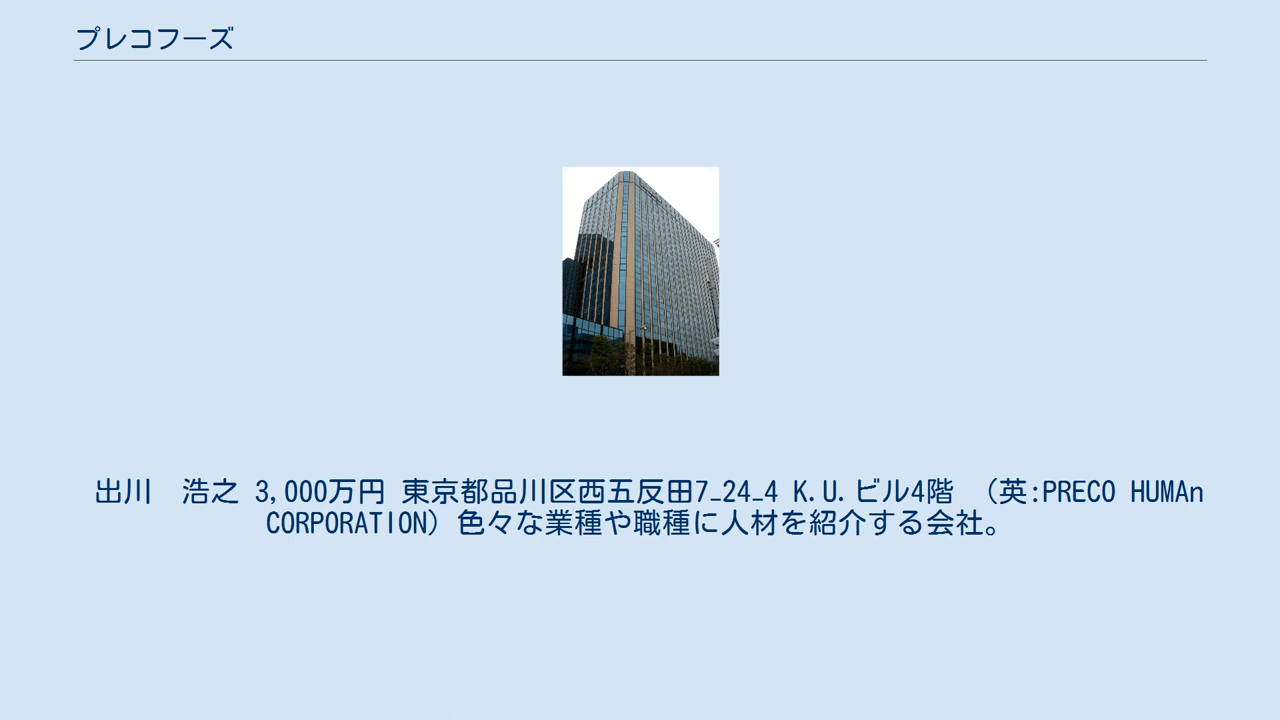 プレコフーズ
出川　浩之 3,000万円 東京都品川区西五反田7_24_4 K.U.ビル4階 （英:PRECO HUMAn
CORPORATION）色々な業種や職種に人材を紹介する会社。